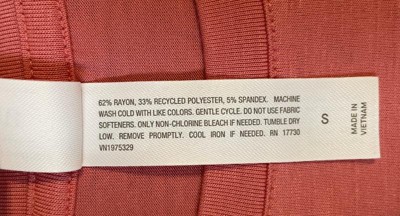 62% RAYON, 33% RECYCLED POLYESTER, 5% SPANDEX. MACHINE
WASH COLD WITH LIKE COLORS. GENTLE CYCLE. DO NOT USE FABRIC
SOFTENERS. ONLY NON-CHLORINE BLEACH IF NEEDED. TUMBLE DRY
LOW. REMOVE PROMPTLY. COOL IRON IF NEEDED. RN 17730
VN1975329
S
MADE IN
VIETNAM